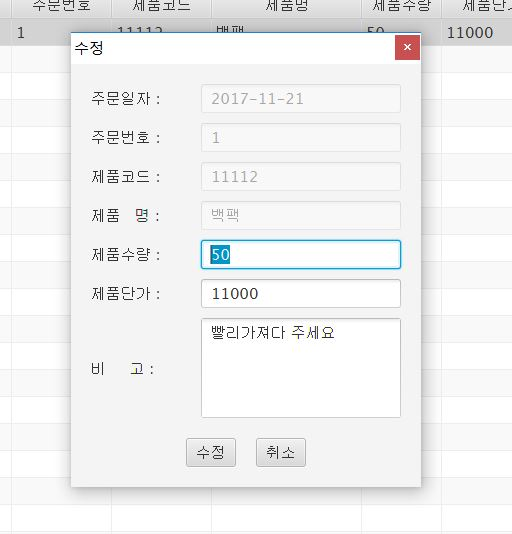 주문번호 제품코드 제품명 제품수량 제품단가
1 11112 백팩 50 11000
수정
주문일자 : 2017-11-21
주문번호 : 1
제품코드 : 11112
제품 명 : 백팩
제품수량 : 50
제품단가 : 11000
비 고 : 빨리가져다 주세요
수정 취소